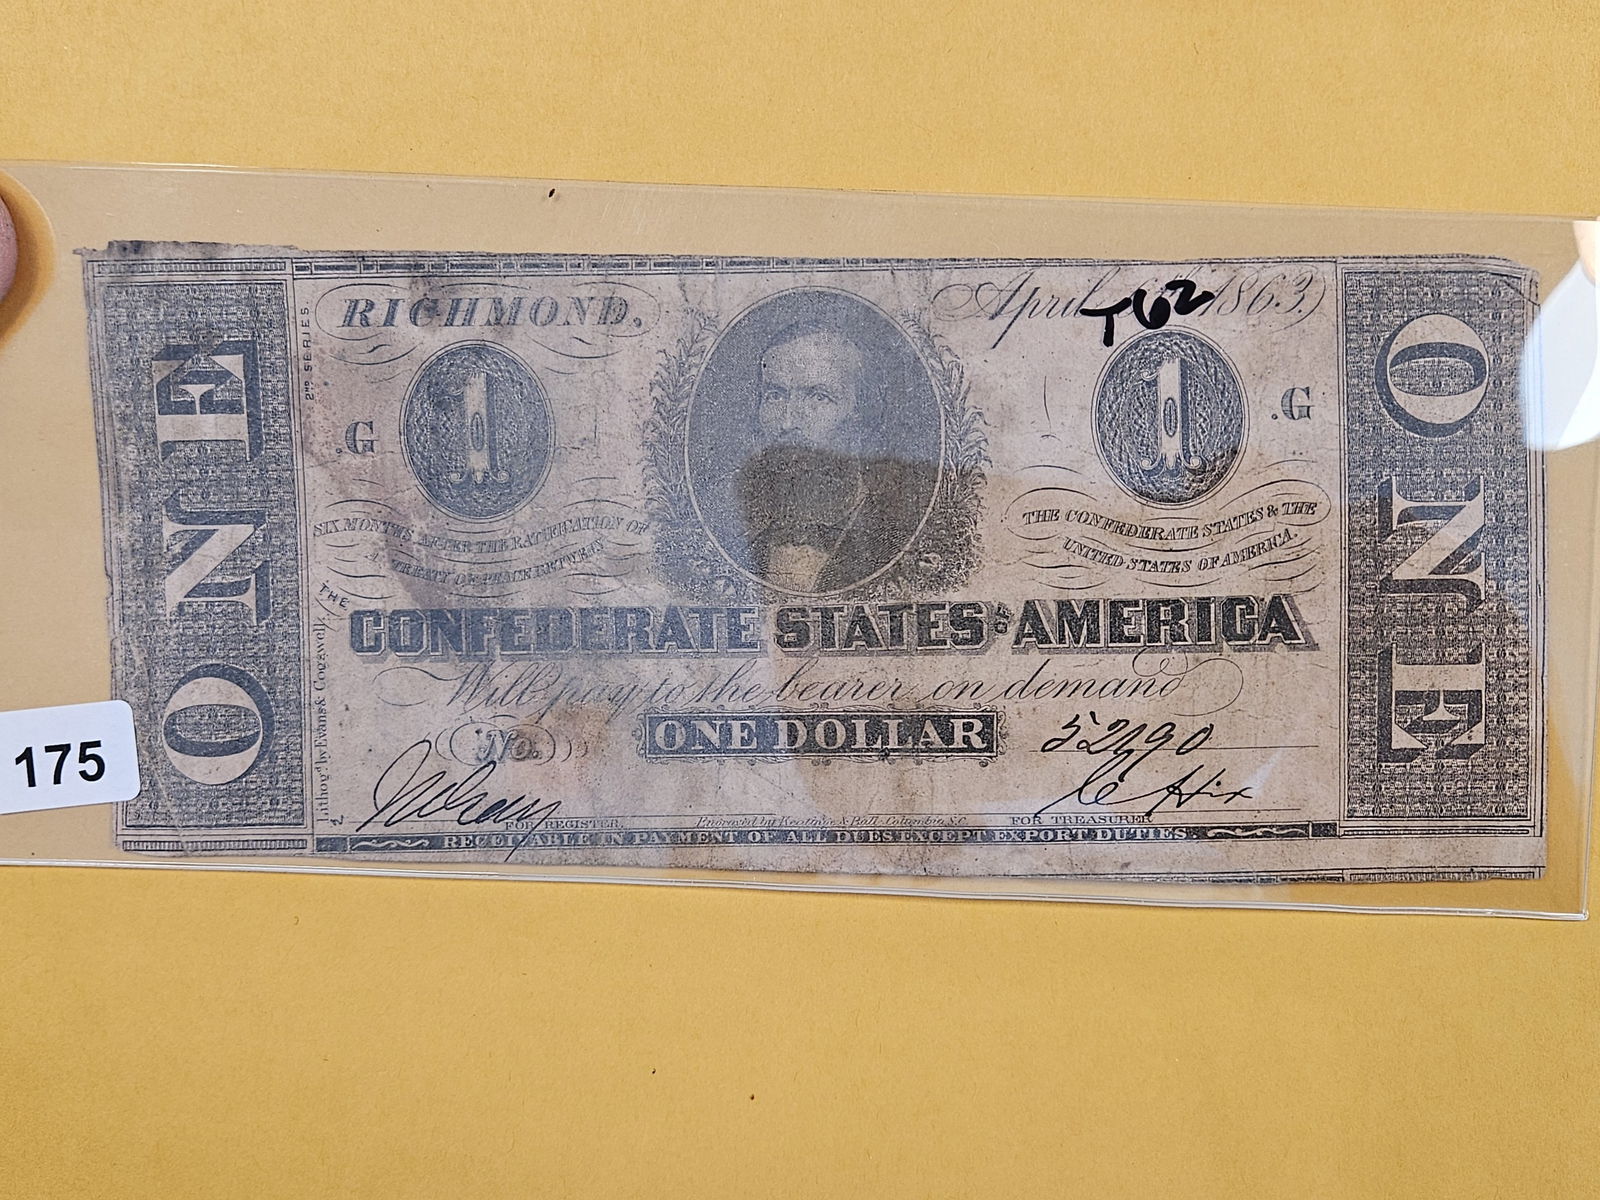 RICHMOND,
April 6th 1863.
T62
2ND SERIES
ONE
1
1
G
.G
ONE
SIX MONTHS AFTER THE RATIFICATION OF
A TREATY OF PEACE BETWEEN
THE CONFEDERATE STATES & THE
UNITED STATES OF AMERICA.
THE
CONFEDERATE STATES OF AMERICA
Will pay to the bearer on demand
No.
ONE DOLLAR
52190
C Hix
FOR REGISTER.
Engraved by Keatinge & Ball, Columbia, S.C.
FOR TREASURER
RECEIVABLE IN PAYMENT OF ALL DUES EXCEPT EXPORT DUTIES.
Lithog'd by Evans & Cogswell.
175